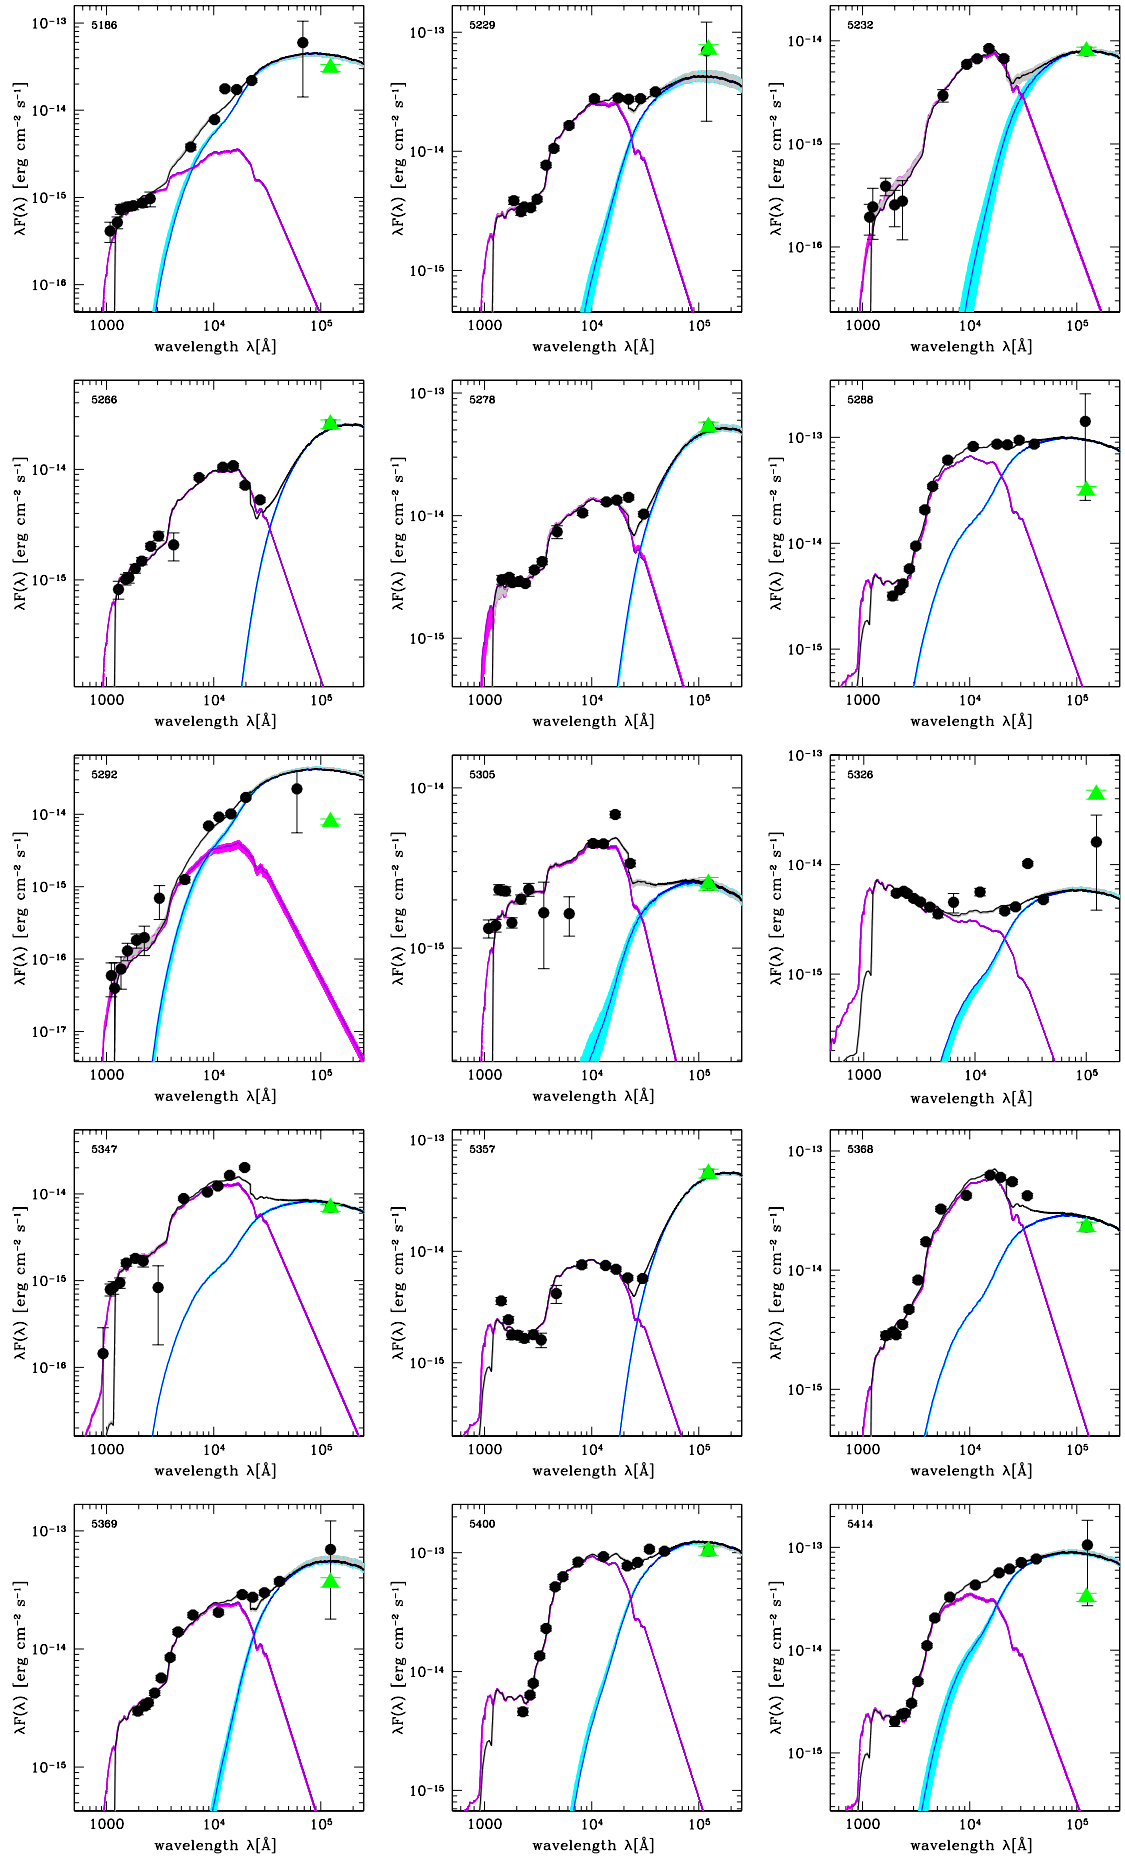 5186
10⁻¹³
10⁻¹⁴
10⁻¹⁵
10⁻¹⁶
λF(λ) [erg cm⁻² s⁻¹]
1000 10⁴ 10⁵
wavelength λ[Å]
5229
10⁻¹³
10⁻¹⁴
10⁻¹⁵
10⁻¹⁶
λF(λ) [erg cm⁻² s⁻¹]
1000 10⁴ 10⁵
wavelength λ[Å]
5232
10⁻¹⁴
10⁻¹⁵
10⁻¹⁶
λF(λ) [erg cm⁻² s⁻¹]
1000 10⁴ 10⁵
wavelength λ[Å]
5266
10⁻¹⁴
10⁻¹⁵
λF(λ) [erg cm⁻² s⁻¹]
1000 10⁴ 10⁵
wavelength λ[Å]
5278
10⁻¹³
10⁻¹⁴
10⁻¹⁵
λF(λ) [erg cm⁻² s⁻¹]
1000 10⁴ 10⁵
wavelength λ[Å]
5288
10⁻¹³
10⁻¹⁴
10⁻¹⁵
λF(λ) [erg cm⁻² s⁻¹]
1000 10⁴ 10⁵
wavelength λ[Å]
5292
10⁻¹⁴
10⁻¹⁵
10⁻¹⁶
10⁻¹⁷
λF(λ) [erg cm⁻² s⁻¹]
1000 10⁴ 10⁵
wavelength λ[Å]
5305
10⁻¹⁴
10⁻¹⁵
λF(λ) [erg cm⁻² s⁻¹]
1000 10⁴ 10⁵
wavelength λ[Å]
5326
10⁻¹³
10⁻¹⁴
10⁻¹⁵
λF(λ) [erg cm⁻² s⁻¹]
1000 10⁴ 10⁵
wavelength λ[Å]
5347
10⁻¹³
10⁻¹⁴
10⁻¹⁵
10⁻¹⁶
λF(λ) [erg cm⁻² s⁻¹]
1000 10⁴ 10⁵
wavelength λ[Å]
5357
10⁻¹³
10⁻¹⁴
10⁻¹⁵
λF(λ) [erg cm⁻² s⁻¹]
1000 10⁴ 10⁵
wavelength λ[Å]
5368
10⁻¹³
10⁻¹⁴
10⁻¹⁵
λF(λ) [erg cm⁻² s⁻¹]
1000 10⁴ 10⁵
wavelength λ[Å]
5369
10⁻¹³
10⁻¹⁴
10⁻¹⁵
λF(λ) [erg cm⁻² s⁻¹]
1000 10⁴ 10⁵
wavelength λ[Å]
5400
10⁻¹³
10⁻¹⁴
10⁻¹⁵
λF(λ) [erg cm⁻² s⁻¹]
1000 10⁴ 10⁵
wavelength λ[Å]
5414
10⁻¹³
10⁻¹⁴
10⁻¹⁵
λF(λ) [erg cm⁻² s⁻¹]
1000 10⁴ 10⁵
wavelength λ[Å]